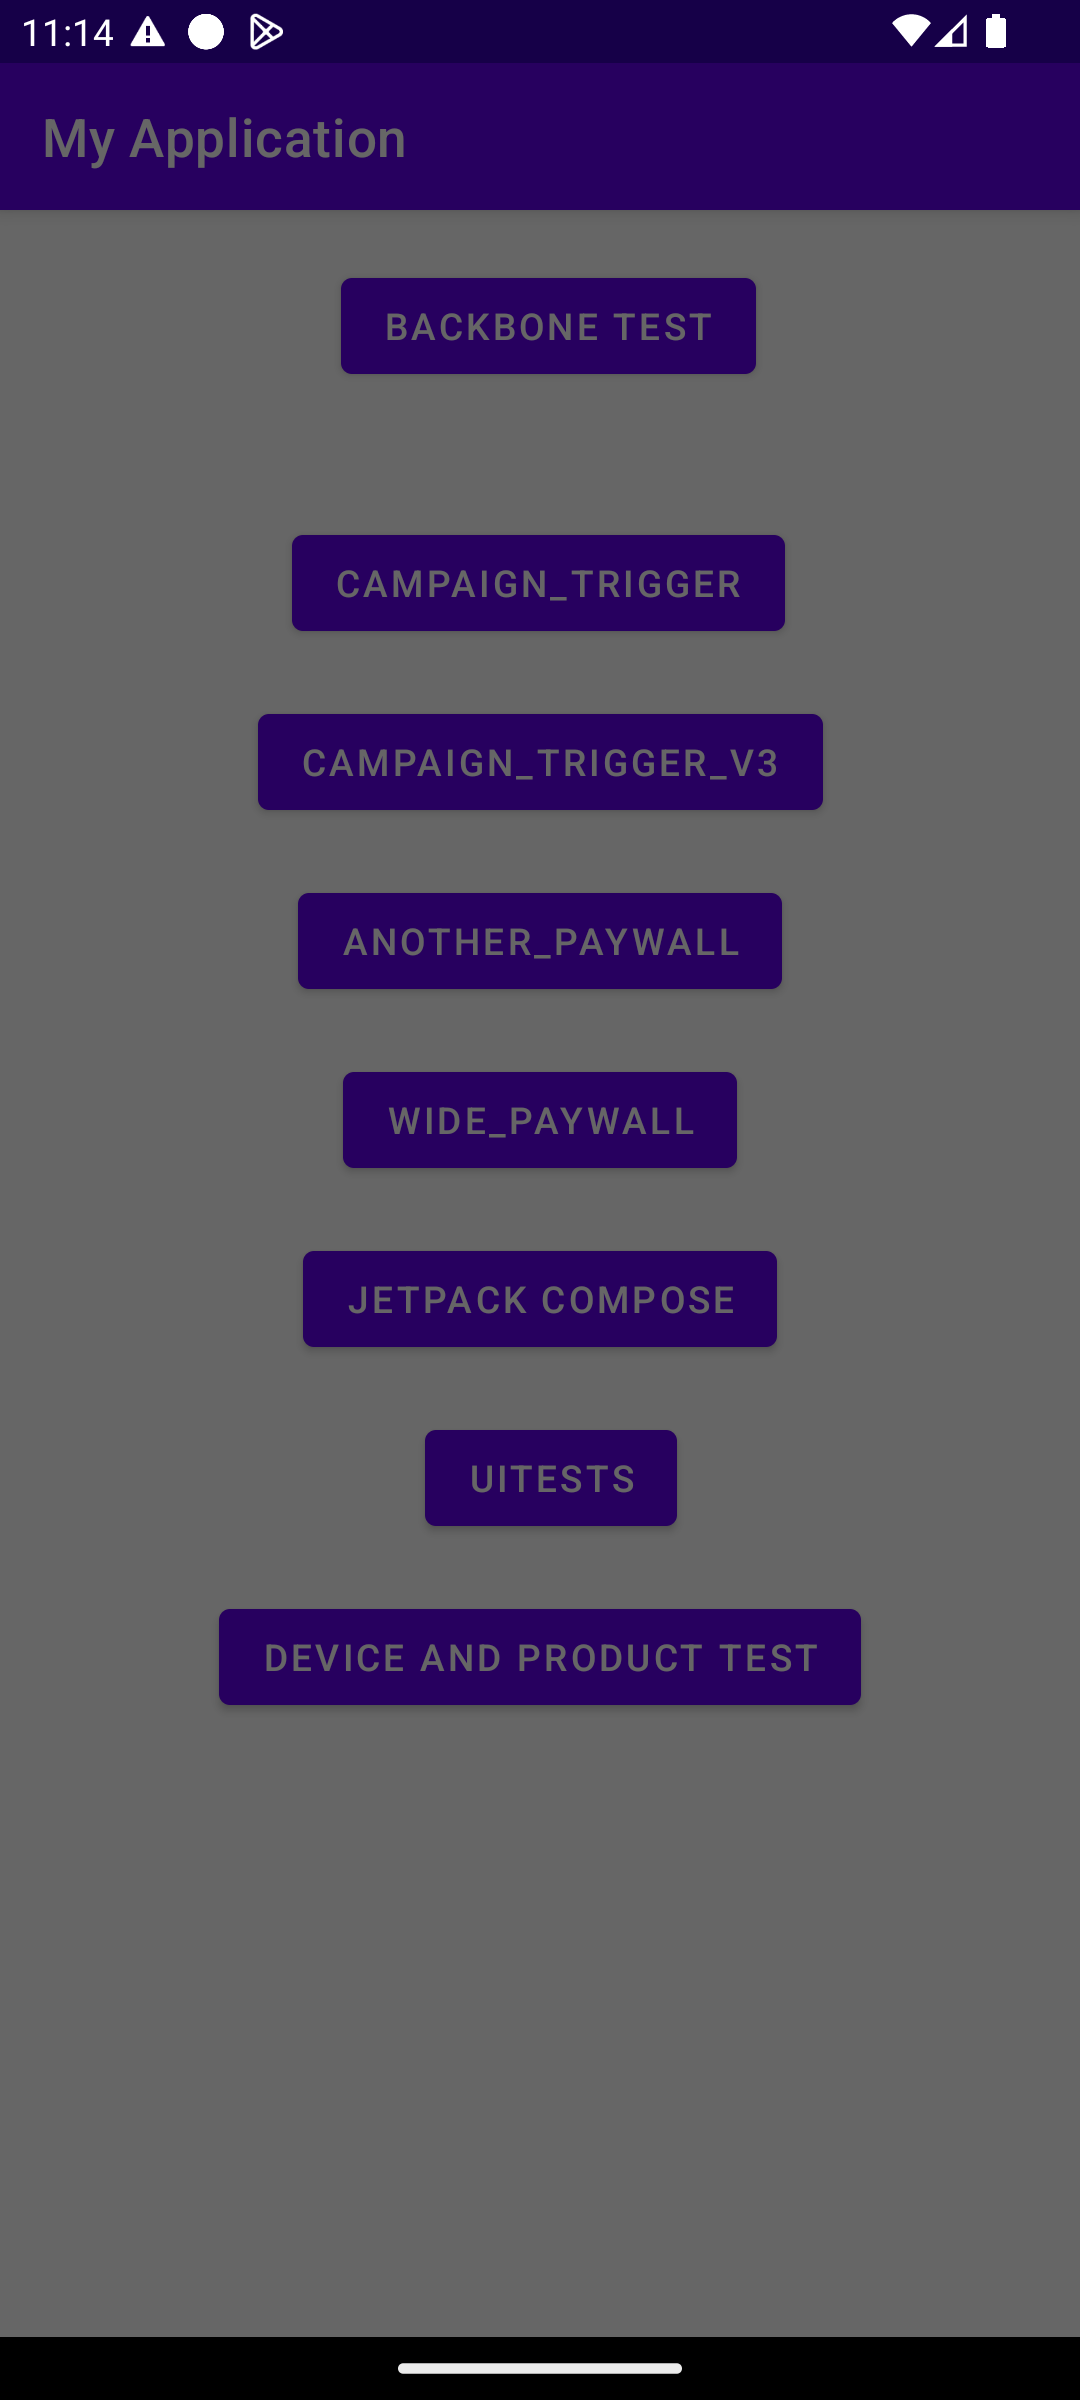 11:14
My Application
BACKBONE TEST
CAMPAIGN_TRIGGER
CAMPAIGN_TRIGGER_V3
ANOTHER_PAYWALL
WIDE_PAYWALL
JETPACK COMPOSE
UITESTS
DEVICE AND PRODUCT TEST